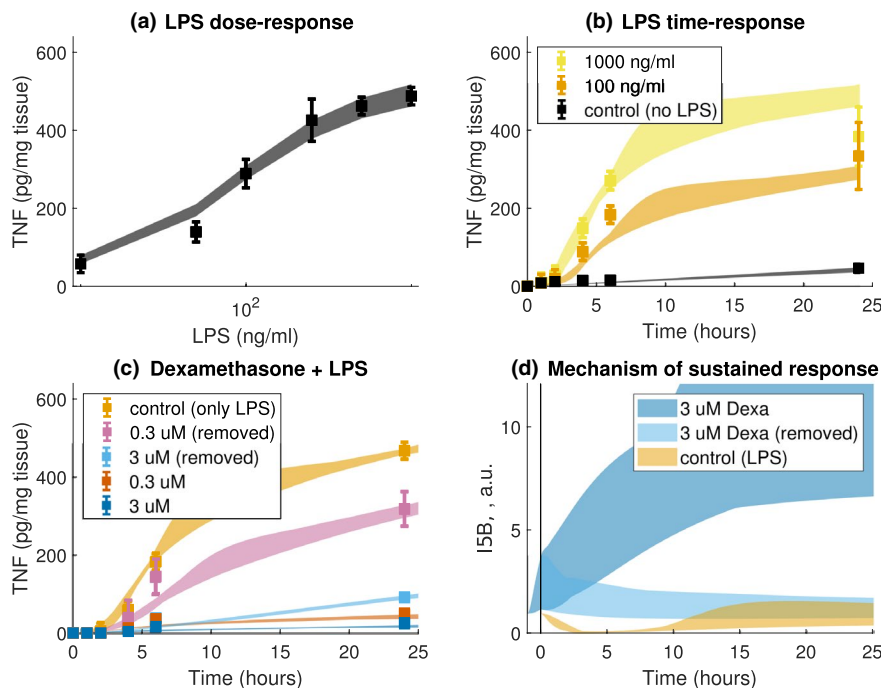 (a) LPS dose-response
TNF (pg/mg tissue)
600
400
200
0
10²
LPS (ng/ml)
(b) LPS time-response
TNF (pg/mg tissue)
600
400
200
0
1000 ng/ml
100 ng/ml
control (no LPS)
0 5 10 15 20 25
Time (hours)
(c) Dexamethasone + LPS
TNF (pg/mg tissue)
600
400
200
0
control (only LPS)
0.3 uM (removed)
3 uM (removed)
0.3 uM
3 uM
0 5 10 15 20 25
Time (hours)
(d) Mechanism of sustained response
I5B, , a.u.
10
5
0
3 uM Dexa
3 uM Dexa (removed)
control (LPS)
0 5 10 15 20 25
Time (hours)